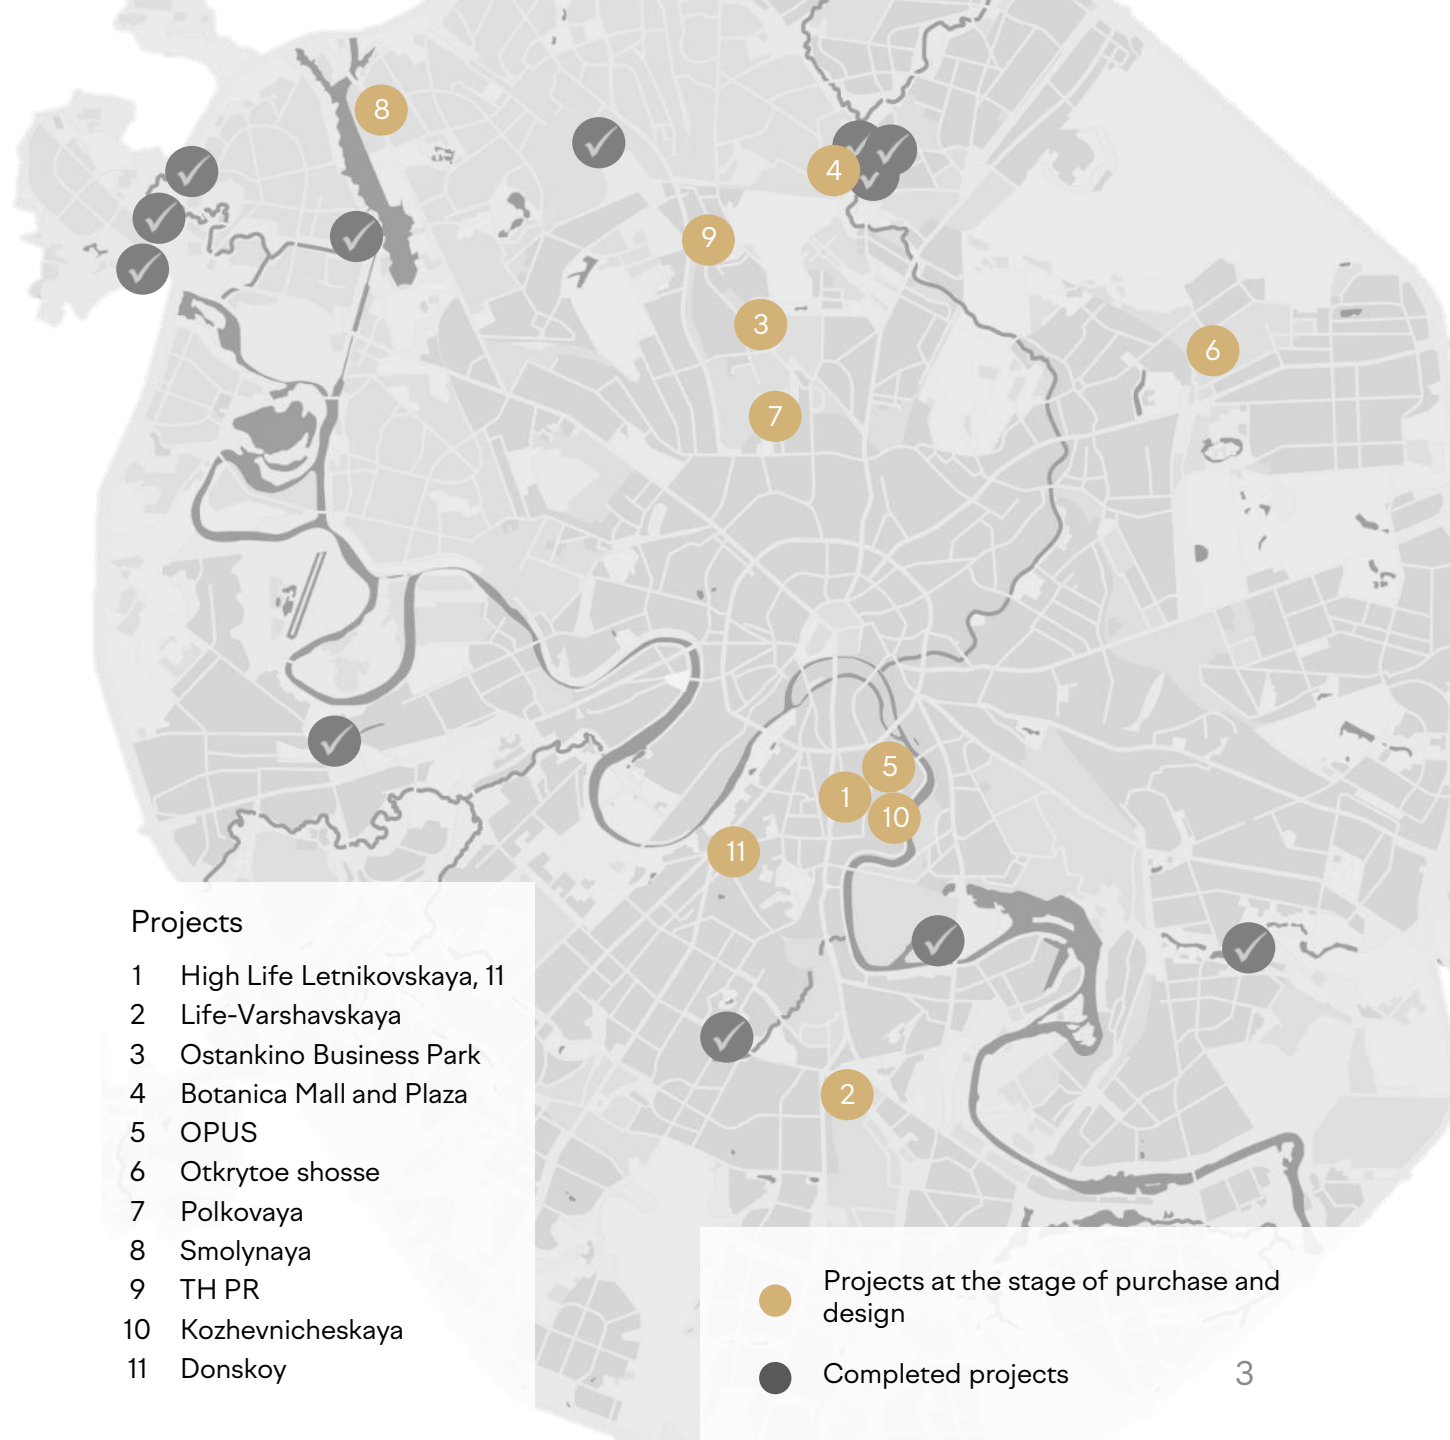 8
4
9
3
6
7
5
1
10
11
2
Projects
1 High Life Letnikovskaya, 11
2 Life-Varshavskaya
3 Ostankino Business Park
4 Botanica Mall and Plaza
5 OPUS
6 Otkrytoe shosse
7 Polkovaya
8 Smolynaya
9 TH PR
10 Kozhevnicheskaya
11 Donskoy
Projects at the stage of purchase and
design
Completed projects
3